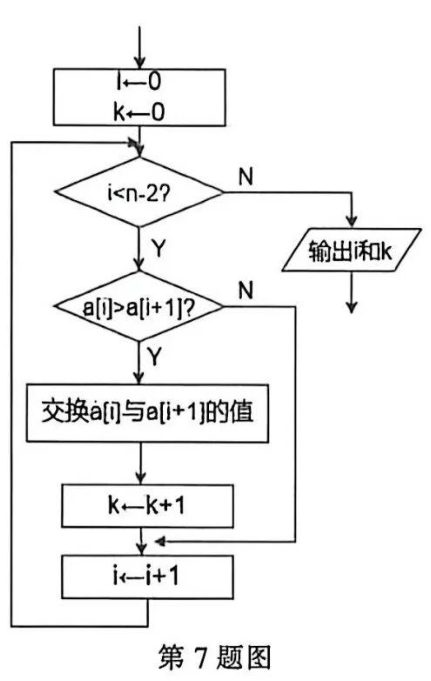 i←0
k←0
i<n-2?
N
Y
输出i和k
a[i]>a[i+1]?
N
Y
交换a[i]与a[i+1]的值
k←k+1
i←i+1
第 7 题图